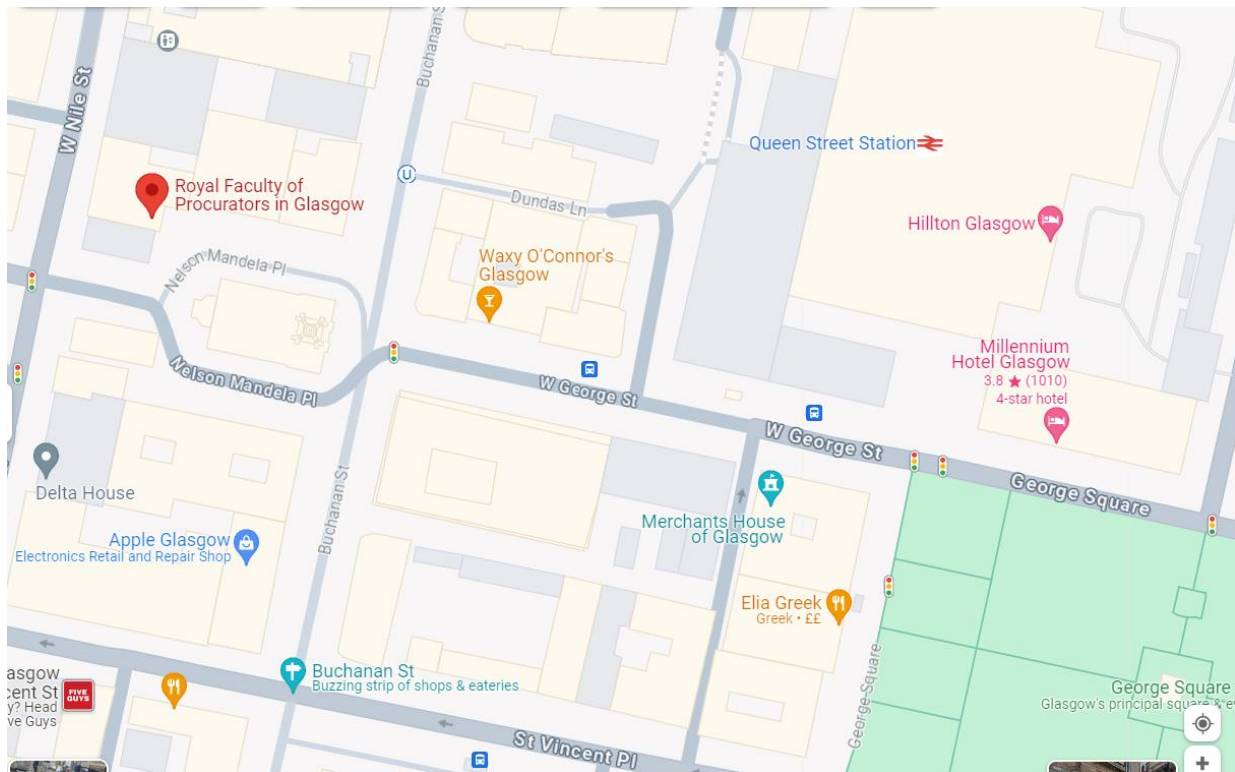 Buchanan S
W Nile St
Queen Street Station
Royal Faculty of
Procurators in Glasgow
U
Dundas Ln
Hillton Glasgow
Nelson Mandela Pl
Waxy O'Connor's
Glasgow
Millennium
Hotel Glasgow
3.8 ★ (1010)
4-star hotel
Nelson Mandela Pl
W George St
W George St
George Square
Delta House
Buchanan St
Merchants House
of Glasgow
Apple Glasgow
Electronics Retail and Repair Shop
Elia Greek
Greek • ££
Buchanan St
Buzzing strip of shops & eateries
George Square
asgow
cent St
y? Head
ve Guys
FIVE
GUYS
George Square
Glasgow's principal square & ev
St Vincent Pl
+